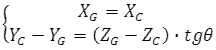 X_G = X_C
Y_C − Y_G = (Z_G − Z_C) · tgθ